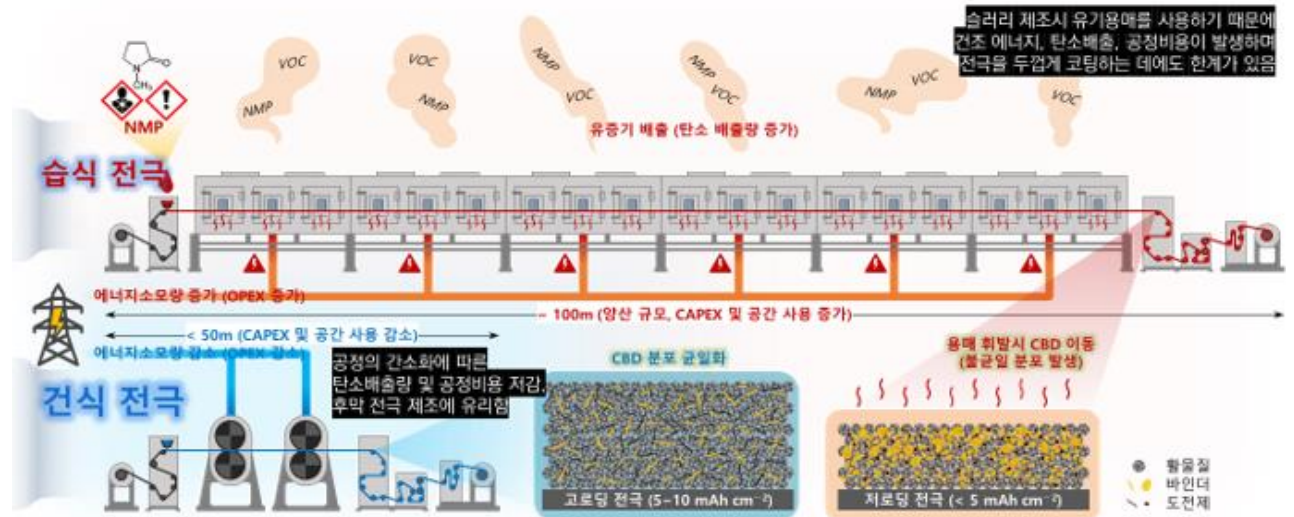 슬러리 제조시 유기용매를 사용하기 때문에
건조 에너지, 탄소배출, 공정비용이 발생하며
전극을 두껍게 코팅하는 데에도 한계가 있음
N
O
CH₃
NMP
VOC
NMP
VOC
NMP
NMP
VOC
NMP
VOC
NMP
VOC
VOC
유증기 배출 (탄소 배출량 증가)
습식 전극
에너지소모량 증가 (OPEX 증가)
~ 100m (양산 규모, CAPEX 및 공간 사용 증가)
< 50m (CAPEX 및 공간 사용 감소)
에너지소모량 감소 (OPEX 감소)
건식 전극
공정의 간소화에 따른
탄소배출량 및 공정비용 저감,
후막 전극 제조에 유리함
CBD 분포 균일화
고로딩 전극 (5~10 mAh cm⁻²)
용매 휘발시 CBD 이동
(불균일 분포 발생)
저로딩 전극 (< 5 mAh cm⁻²)
활물질
바인더
도전제